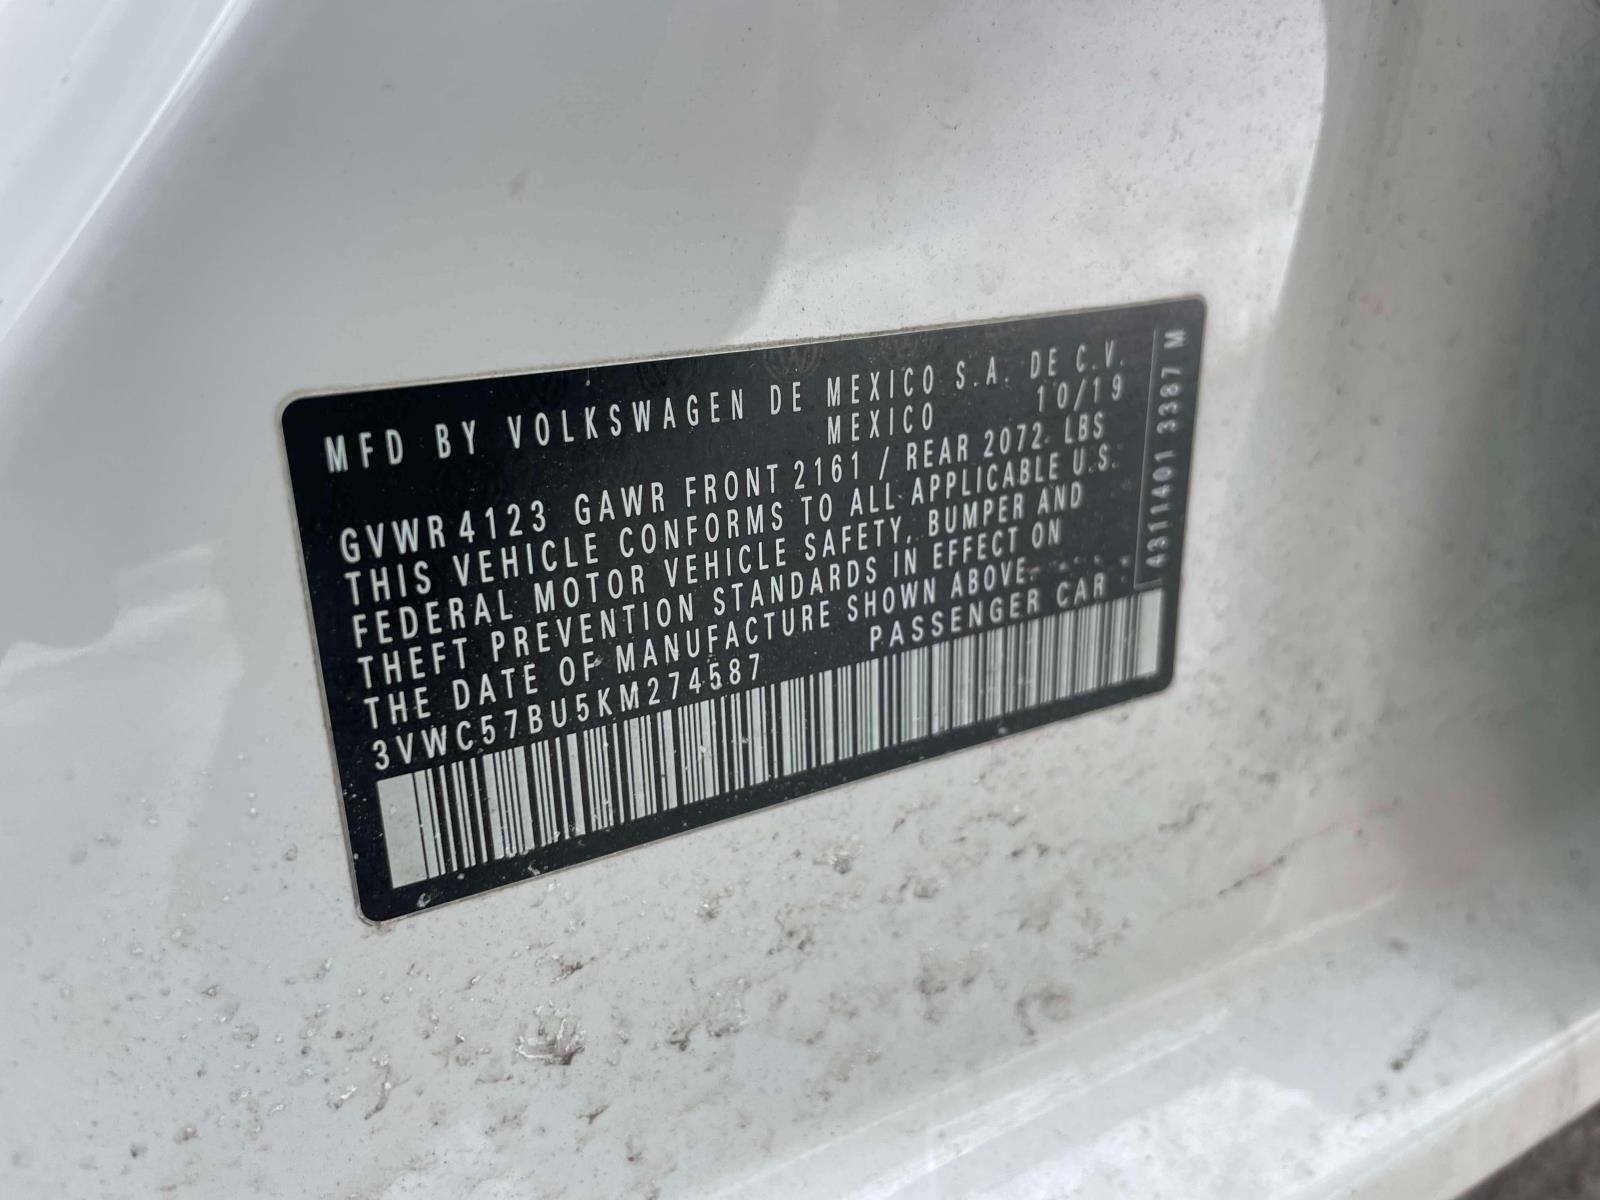 MFD BY VOLKSWAGEN DE MEXICO S.A. DE C.V.
MEXICO 10/19
GVWR 4123 GAWR FRONT 2161 / REAR 2072 LBS
THIS VEHICLE CONFORMS TO ALL APPLICABLE U.S.
FEDERAL MOTOR VEHICLE SAFETY, BUMPER AND
THEFT PREVENTION STANDARDS IN EFFECT ON
THE DATE OF MANUFACTURE SHOWN ABOVE.
3VWC57BU5KM274587 PASSENGER CAR
4311401 3387 M